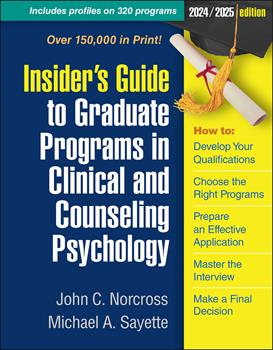 Includes profiles on 320 programs
2024/2025 edition
Over 150,000 in Print!
Insider's Guide
to Graduate
Programs in
Clinical and
Counseling
Psychology
John C. Norcross
Michael A. Sayette
How to:
Develop Your
Qualifications
Choose the
Right Programs
Prepare
an Effective
Application
Master the
Interview
Make a Final
Decision